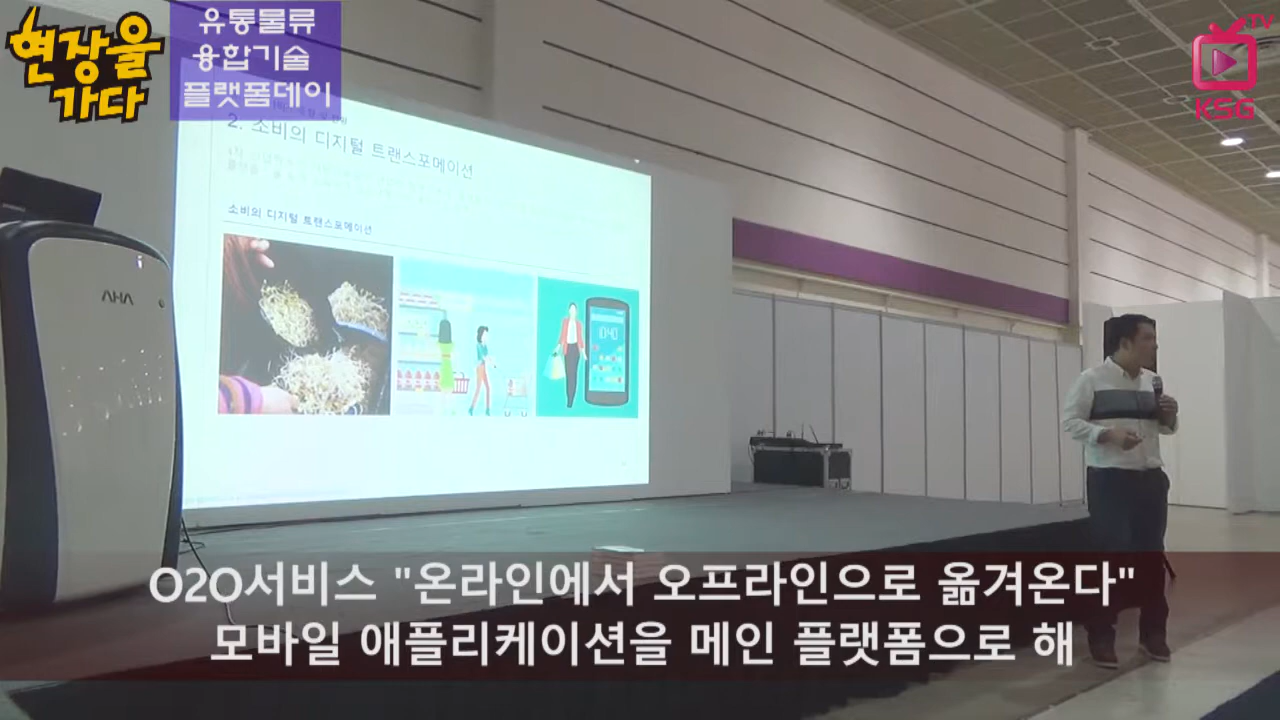 현장을
가다
유통물류
융합기술
플랫폼데이
TV
KSG
2. 소비의 디지털 트랜스포메이션
소비의 디지털 트랜스포메이션
10:40
AHA
O2O서비스 "온라인에서 오프라인으로 옮겨온다"
모바일 애플리케이션을 메인 플랫폼으로 해